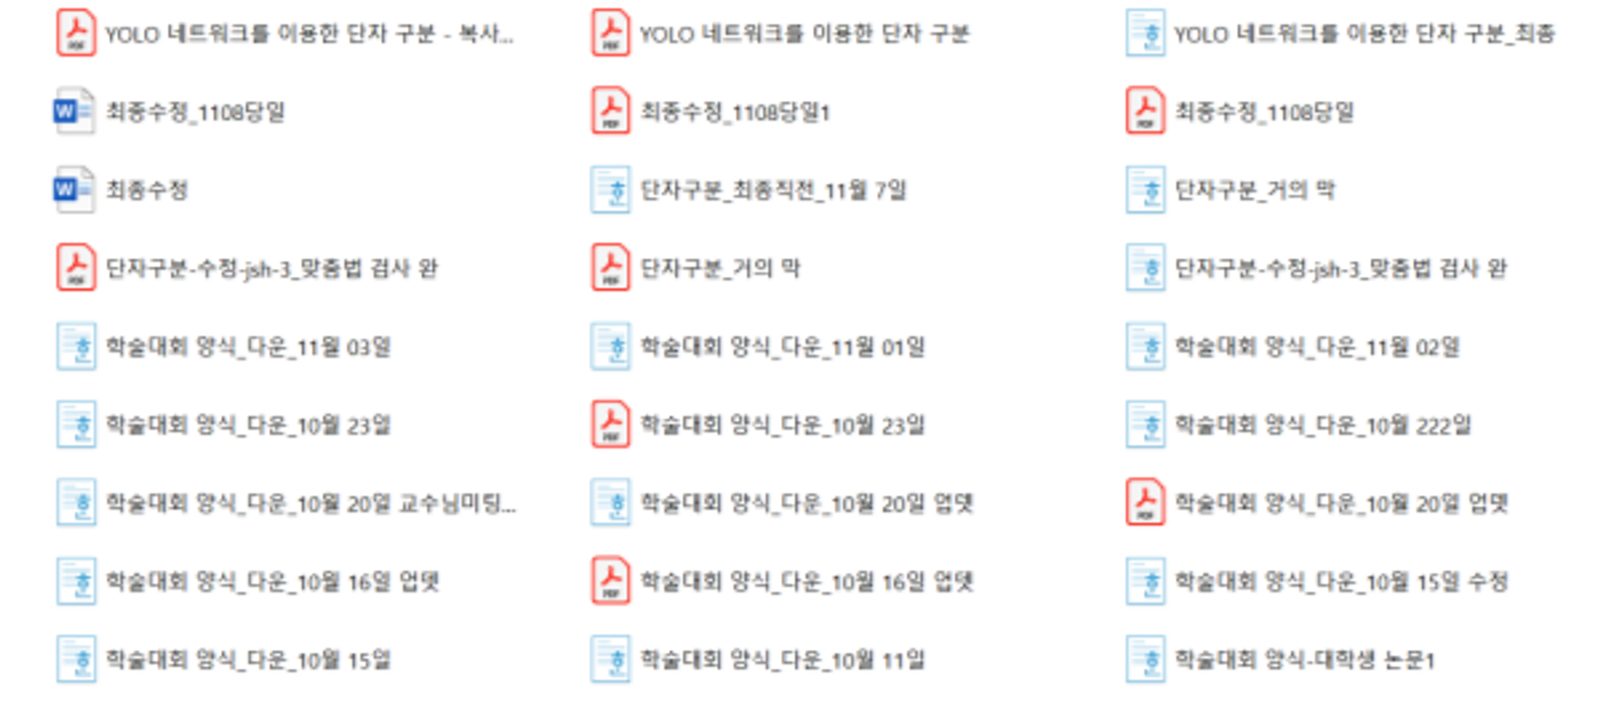 YOLO 네트워크를 이용한 단자 구분 - 복사...
YOLO 네트워크를 이용한 단자 구분
YOLO 네트워크를 이용한 단자 구분_최종
최종수정_1108당일
최종수정_1108당일1
최종수정_1108당일
최종수정
단자구분_최종직전_11월 7일
단자구분_거의 막
단자구분-수정-jsh-3_맞춤법 검사 완
단자구분_거의 막
단자구분-수정-jsh-3_맞춤법 검사 완
학술대회 양식_다운_11월 03일
학술대회 양식_다운_11월 01일
학술대회 양식_다운_11월 02일
학술대회 양식_다운_10월 23일
학술대회 양식_다운_10월 23일
학술대회 양식_다운_10월 222일
학술대회 양식_다운_10월 20일 교수님미팅...
학술대회 양식_다운_10월 20일 업뎃
학술대회 양식_다운_10월 20일 업뎃
학술대회 양식_다운_10월 16일 업뎃
학술대회 양식_다운_10월 16일 업뎃
학술대회 양식_다운_10월 15일 수정
학술대회 양식_다운_10월 15일
학술대회 양식_다운_10월 11일
학술대회 양식-대학생 논문1